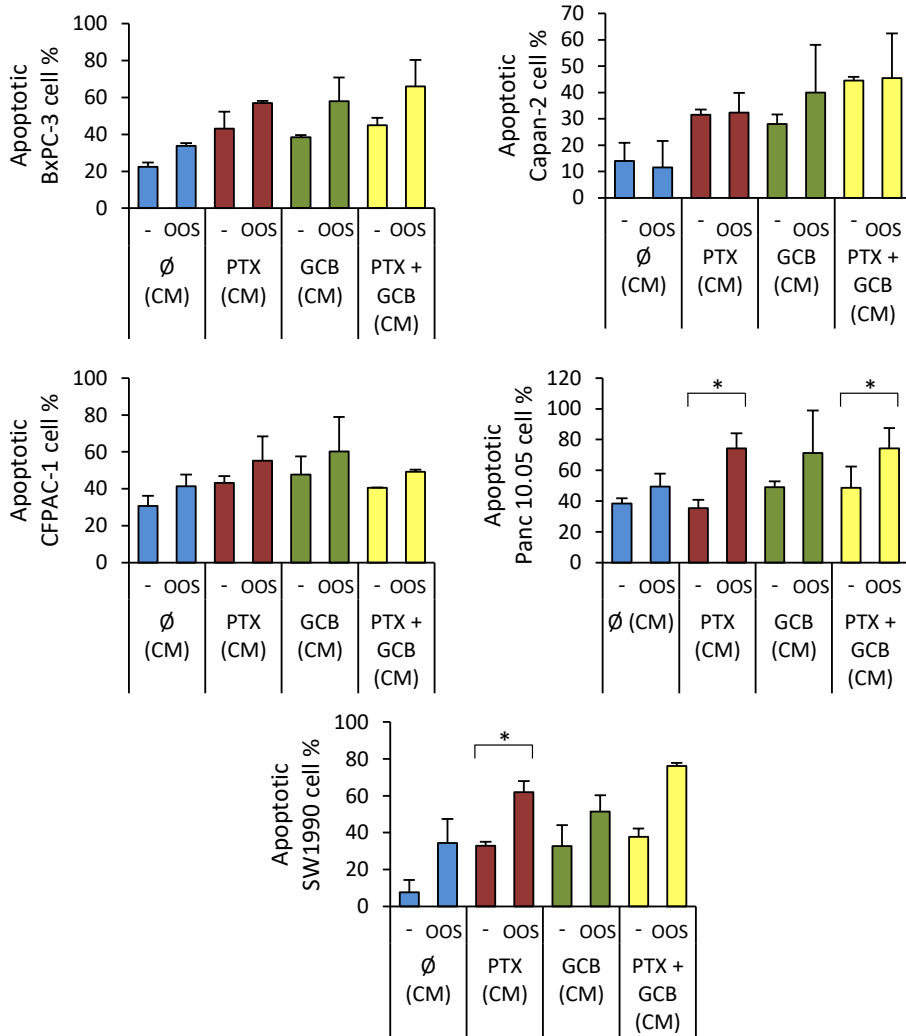 Apoptotic
BxPC-3 cell %
100
80
60
40
20
0
- OOS - OOS - OOS - OOS
Ø PTX GCB PTX +
(CM) (CM) (CM) GCB
(CM)
Apoptotic
Capan-2 cell %
70
60
50
40
30
20
10
0
- OOS - OOS - OOS - OOS
Ø PTX GCB PTX +
(CM) (CM) (CM) GCB
(CM)
Apoptotic
CFPAC-1 cell %
100
80
60
40
20
0
- OOS - OOS - OOS - OOS
Ø PTX GCB PTX +
(CM) (CM) (CM) GCB
(CM)
Apoptotic
Panc 10.05 cell %
120
100
80
60
40
20
0
* *
- OOS - OOS - OOS - OOS
Ø (CM) PTX GCB PTX +
(CM) (CM) GCB
(CM)
Apoptotic
SW1990 cell %
100
80
60
40
20
0
*
- OOS - OOS - OOS - OOS
Ø PTX GCB PTX +
(CM) (CM) (CM) GCB
(CM)